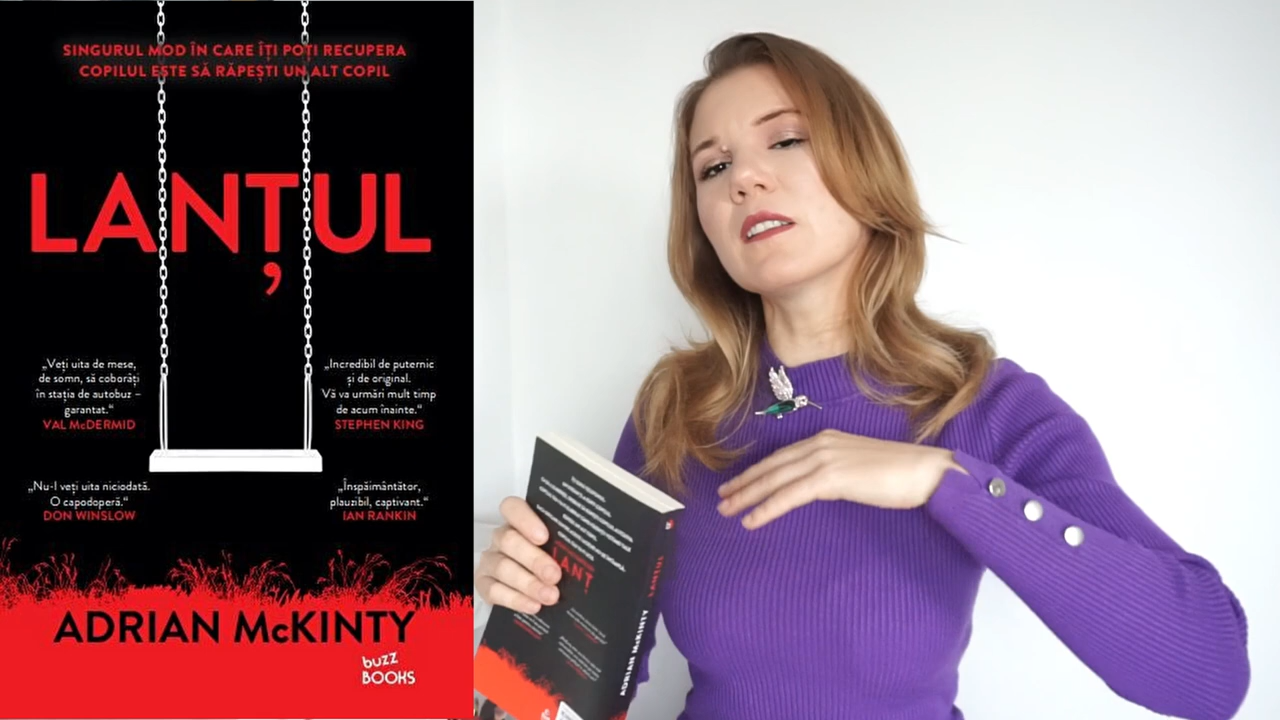 SINGURUL MOD ÎN CARE ÎȚI POȚI RECUPERA
COPILUL ESTE SĂ RĂPEȘTI UN ALT COPIL
LANȚUL
„Veți uita de mese,
de somn, să coborâți
în stația de autobuz –
garantat.“
VAL McDERMID
„Incredibil de puternic
și de original.
Vă va urmări mult timp
de acum înainte.“
STEPHEN KING
„Nu-l veți uita niciodată.
O capodoperă.“
DON WINSLOW
„Înspăimântător,
plauzibil, captivant.“
IAN RANKIN
ADRIAN McKINTY
buzz
BOOKS
LANȚ
ADRIAN McKINTY LANȚUL